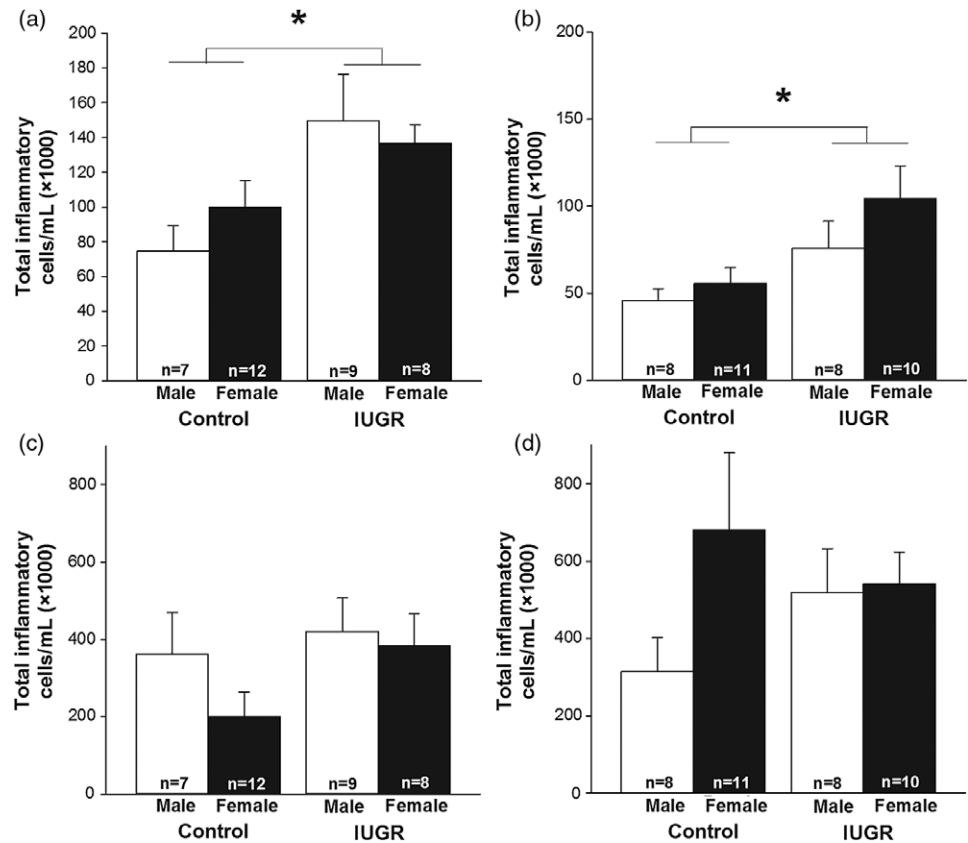 (a)
*
Total inflammatory
cells/mL (×1000)
200
180
160
140
120
100
80
60
40
20
0
n=7 n=12 n=9 n=8
Male Female Male Female
Control IUGR
(b)
*
Total inflammatory
cells/mL (×1000)
200
150
100
50
0
n=8 n=11 n=8 n=10
Male Female Male Female
Control IUGR
(c)
Total inflammatory
cells/mL (×1000)
800
600
400
200
0
n=7 n=12 n=9 n=8
Male Female Male Female
Control IUGR
(d)
Total inflammatory
cells/mL (×1000)
800
600
400
200
0
n=8 n=11 n=8 n=10
Male Female Male Female
Control IUGR